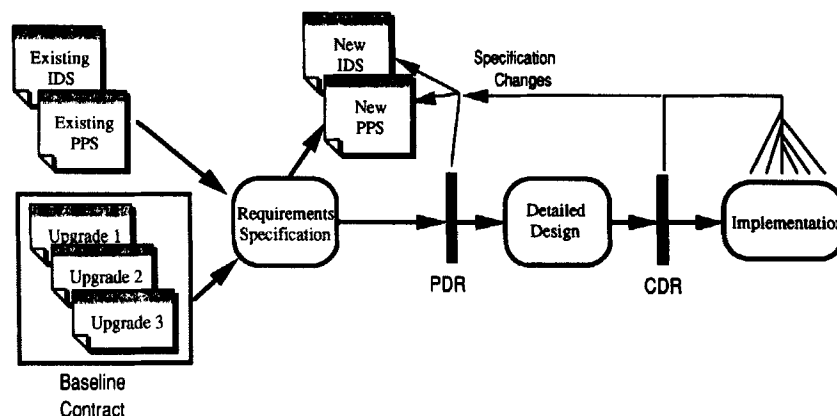 Existing
IDS
Existing
PPS
New
IDS
New
PPS
Specification
Changes
Requirements
Specification
Detailed
Design
Implementation
PDR
CDR
Upgrade 1
Upgrade 2
Upgrade 3
Baseline
Contract